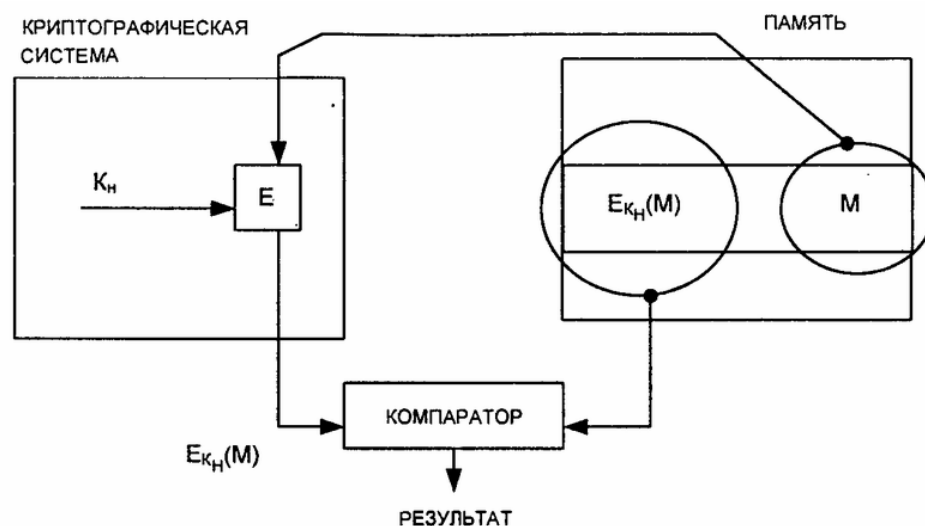 КРИПТОГРАФИЧЕСКАЯ
СИСТЕМА
ПАМЯТЬ
Kн
E
EKн(M)
M
КОМПАРАТОР
EKн(M)
РЕЗУЛЬТАТ